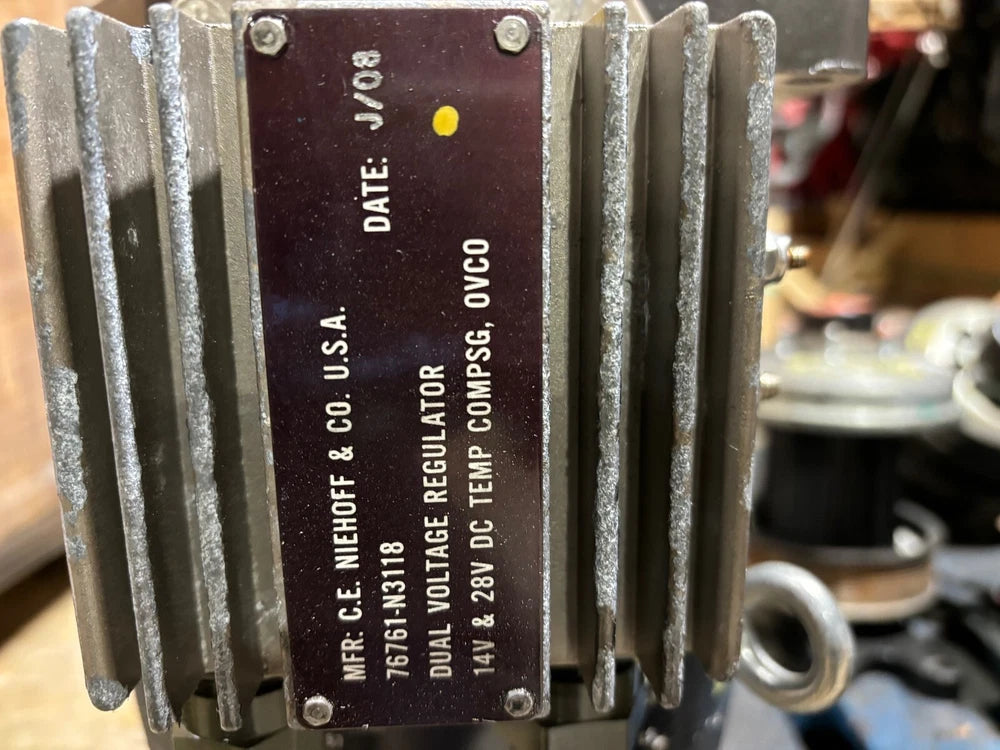 MFR: C.E. NIEHOFF & CO. U.S.A.
76761-N3118 DATE: J/08
DUAL VOLTAGE REGULATOR
14V & 28V DC TEMP COMPSG, OVCO